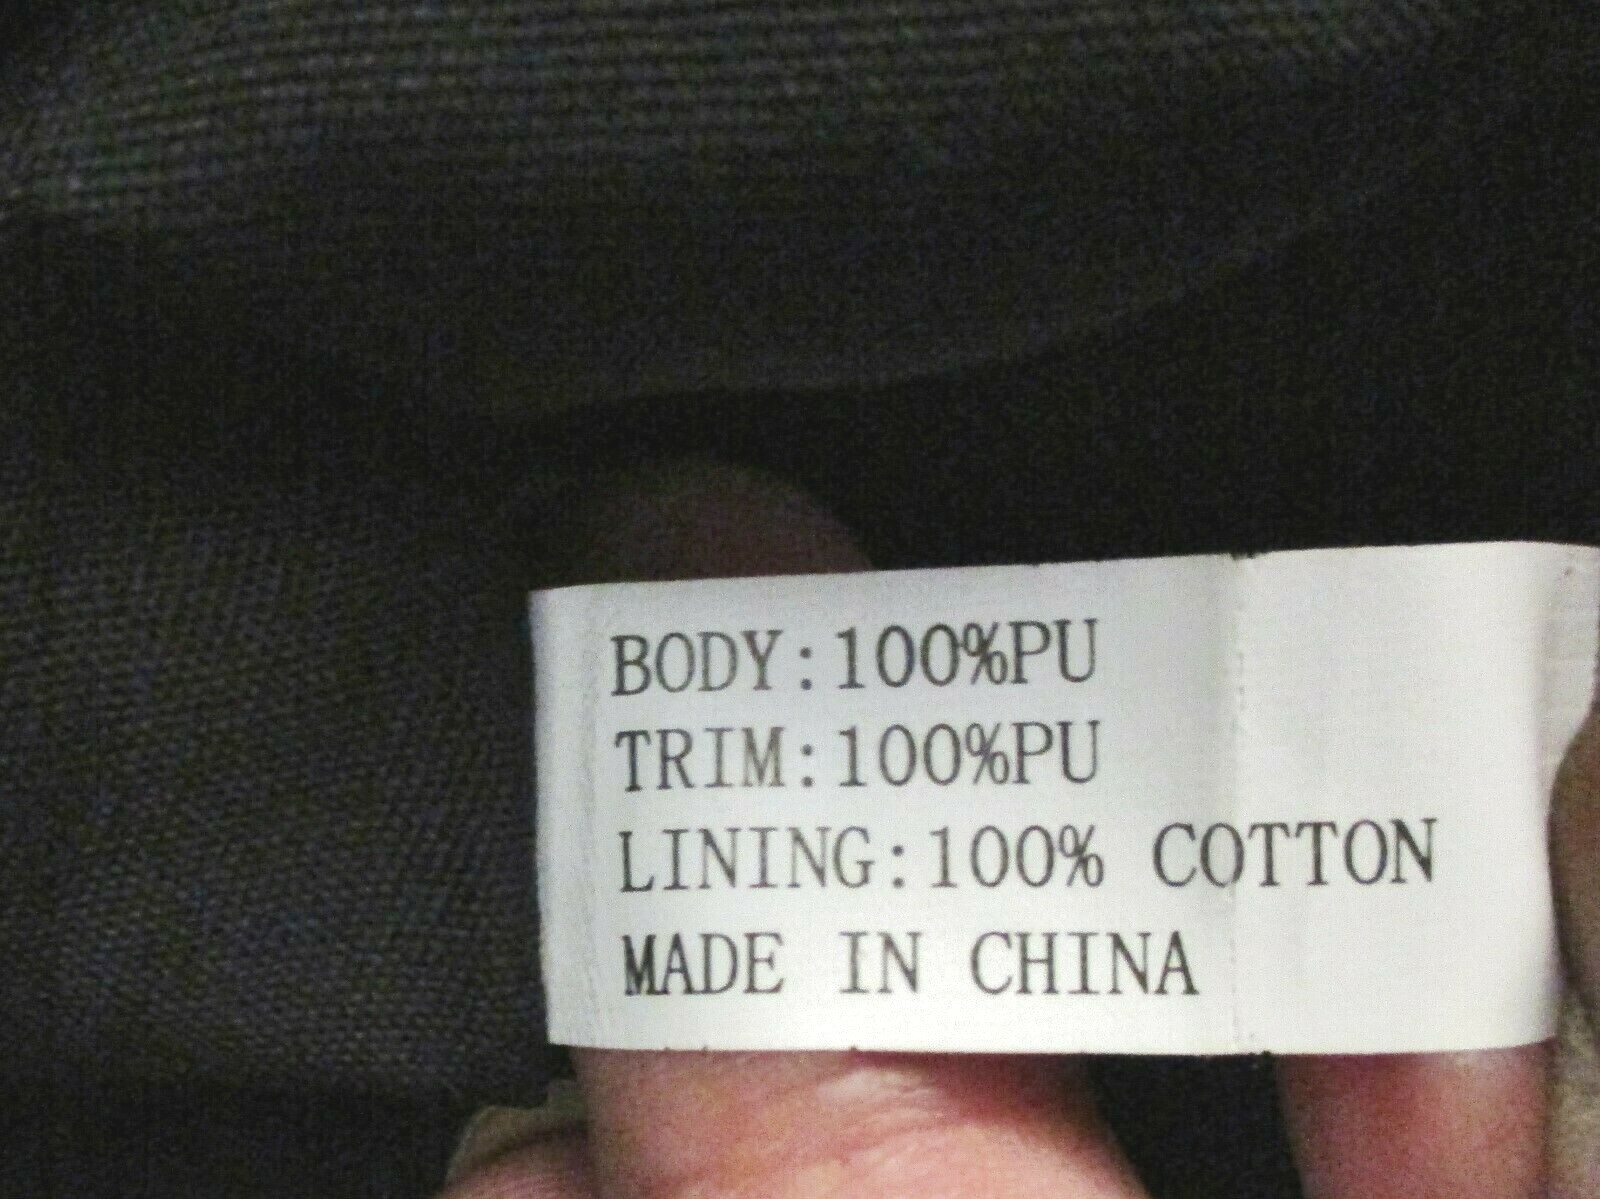 BODY:100%PU
TRIM:100%PU
LINING:100% COTTON
MADE IN CHINA